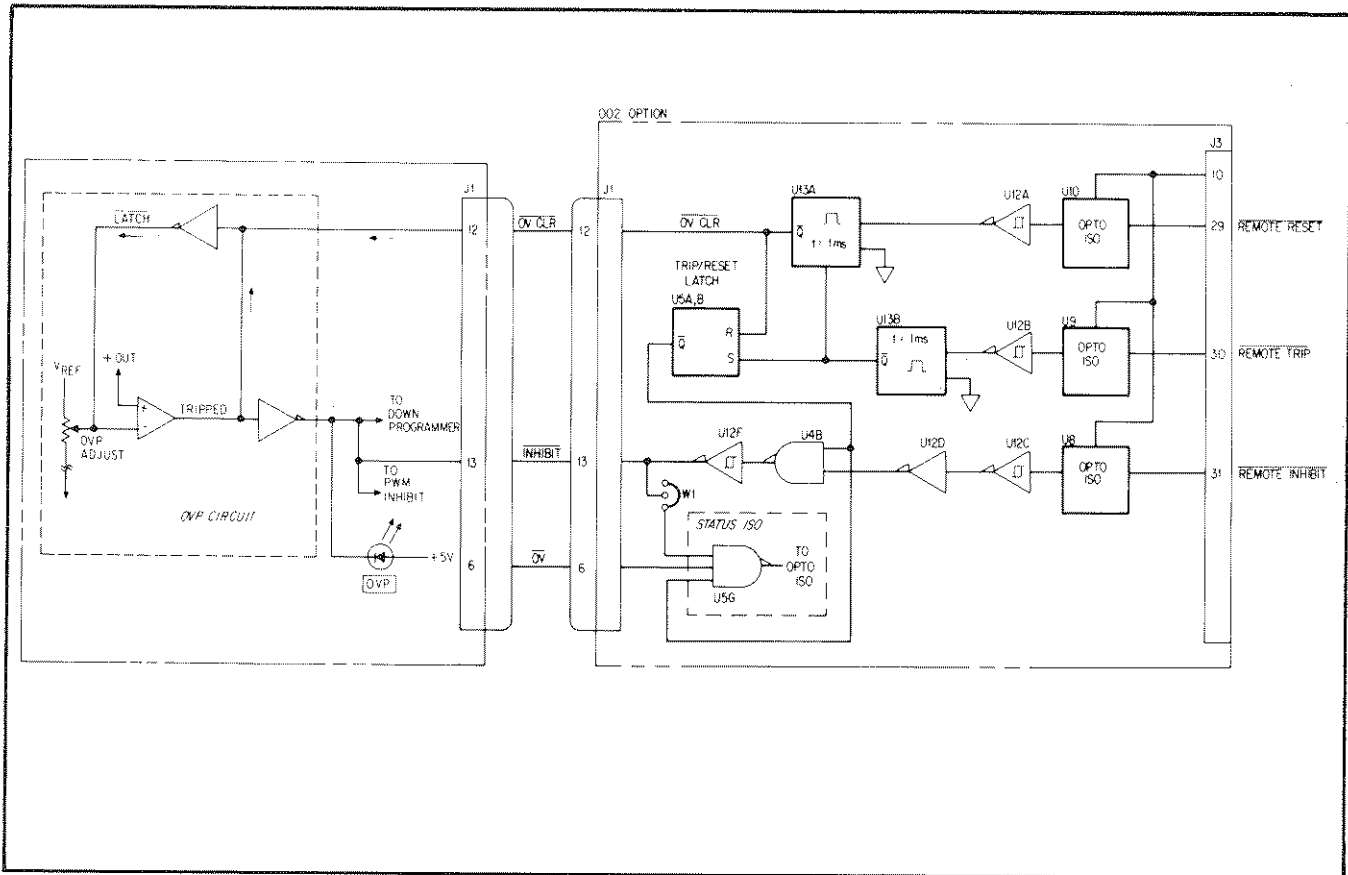 002 OPTION
J3
J1
J1
U13A
U12A
U10
10
LATCH
12
OV CLR
12
OV CLR
Q
t > 1ms
OPTO
ISO
29
REMOTE RESET
TRIP/RESET
LATCH
U5A,B
U13B
U12B
U9
R
Q
S
Q
t > 1ms
OPTO
ISO
30
REMOTE TRIP
+ OUT
VREF
+
-
TRIPPED
TO
DOWN
PROGRAMMER
OVP
ADJUST
U12F
U4B
U12D
U12C
U8
13
INHIBIT
13
OPTO
ISO
31
REMOTE INHIBIT
TO
PWM
INHIBIT
W1
OVP CIRCUIT
STATUS ISO
+5V
6
OV
6
TO
OPTO
ISO
OVP
U5G